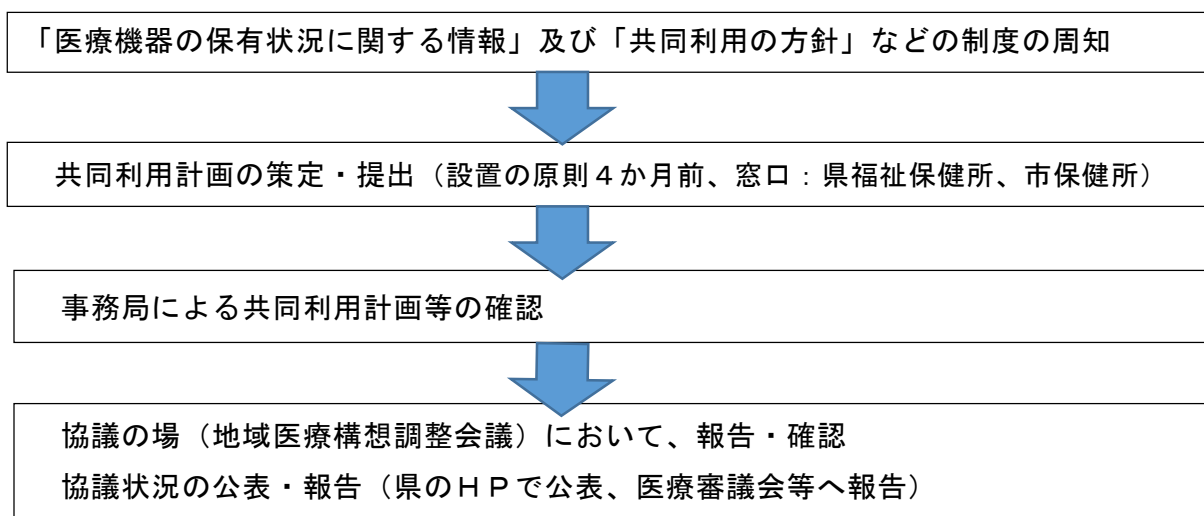 「医療機器の保有状況に関する情報」及び「共同利用の方針」などの制度の周知
共同利用計画の策定・提出（設置の原則４か月前、窓口：県福祉保健所、市保健所）
事務局による共同利用計画等の確認
協議の場（地域医療構想調整会議）において、報告・確認
協議状況の公表・報告（県のＨＰで公表、医療審議会等へ報告）